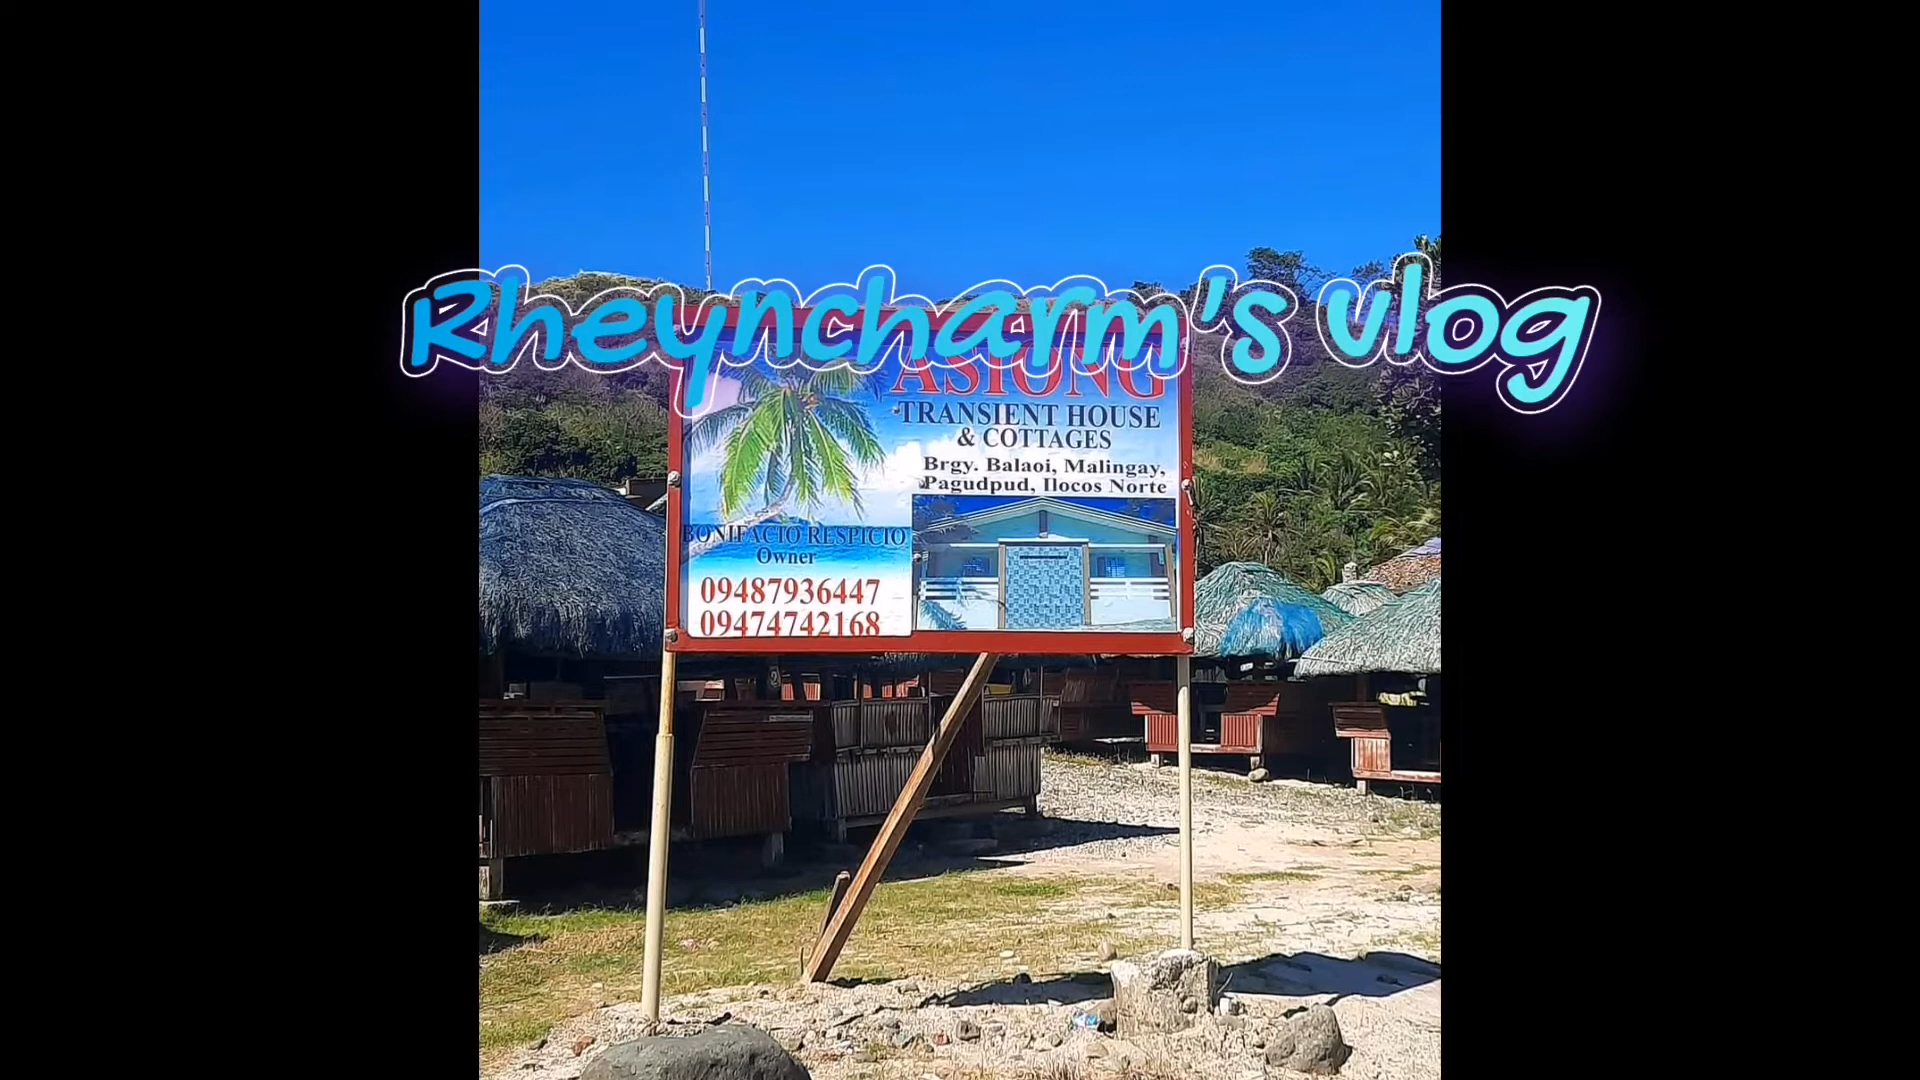 Rheyncharm's vlog
ASIONG
TRANSIENT HOUSE
& COTTAGES
Brgy. Balaoi, Malingay,
Pagudpud, Ilocos Norte
BONIFACIO RESPICIO
Owner
09487936447
09474742168